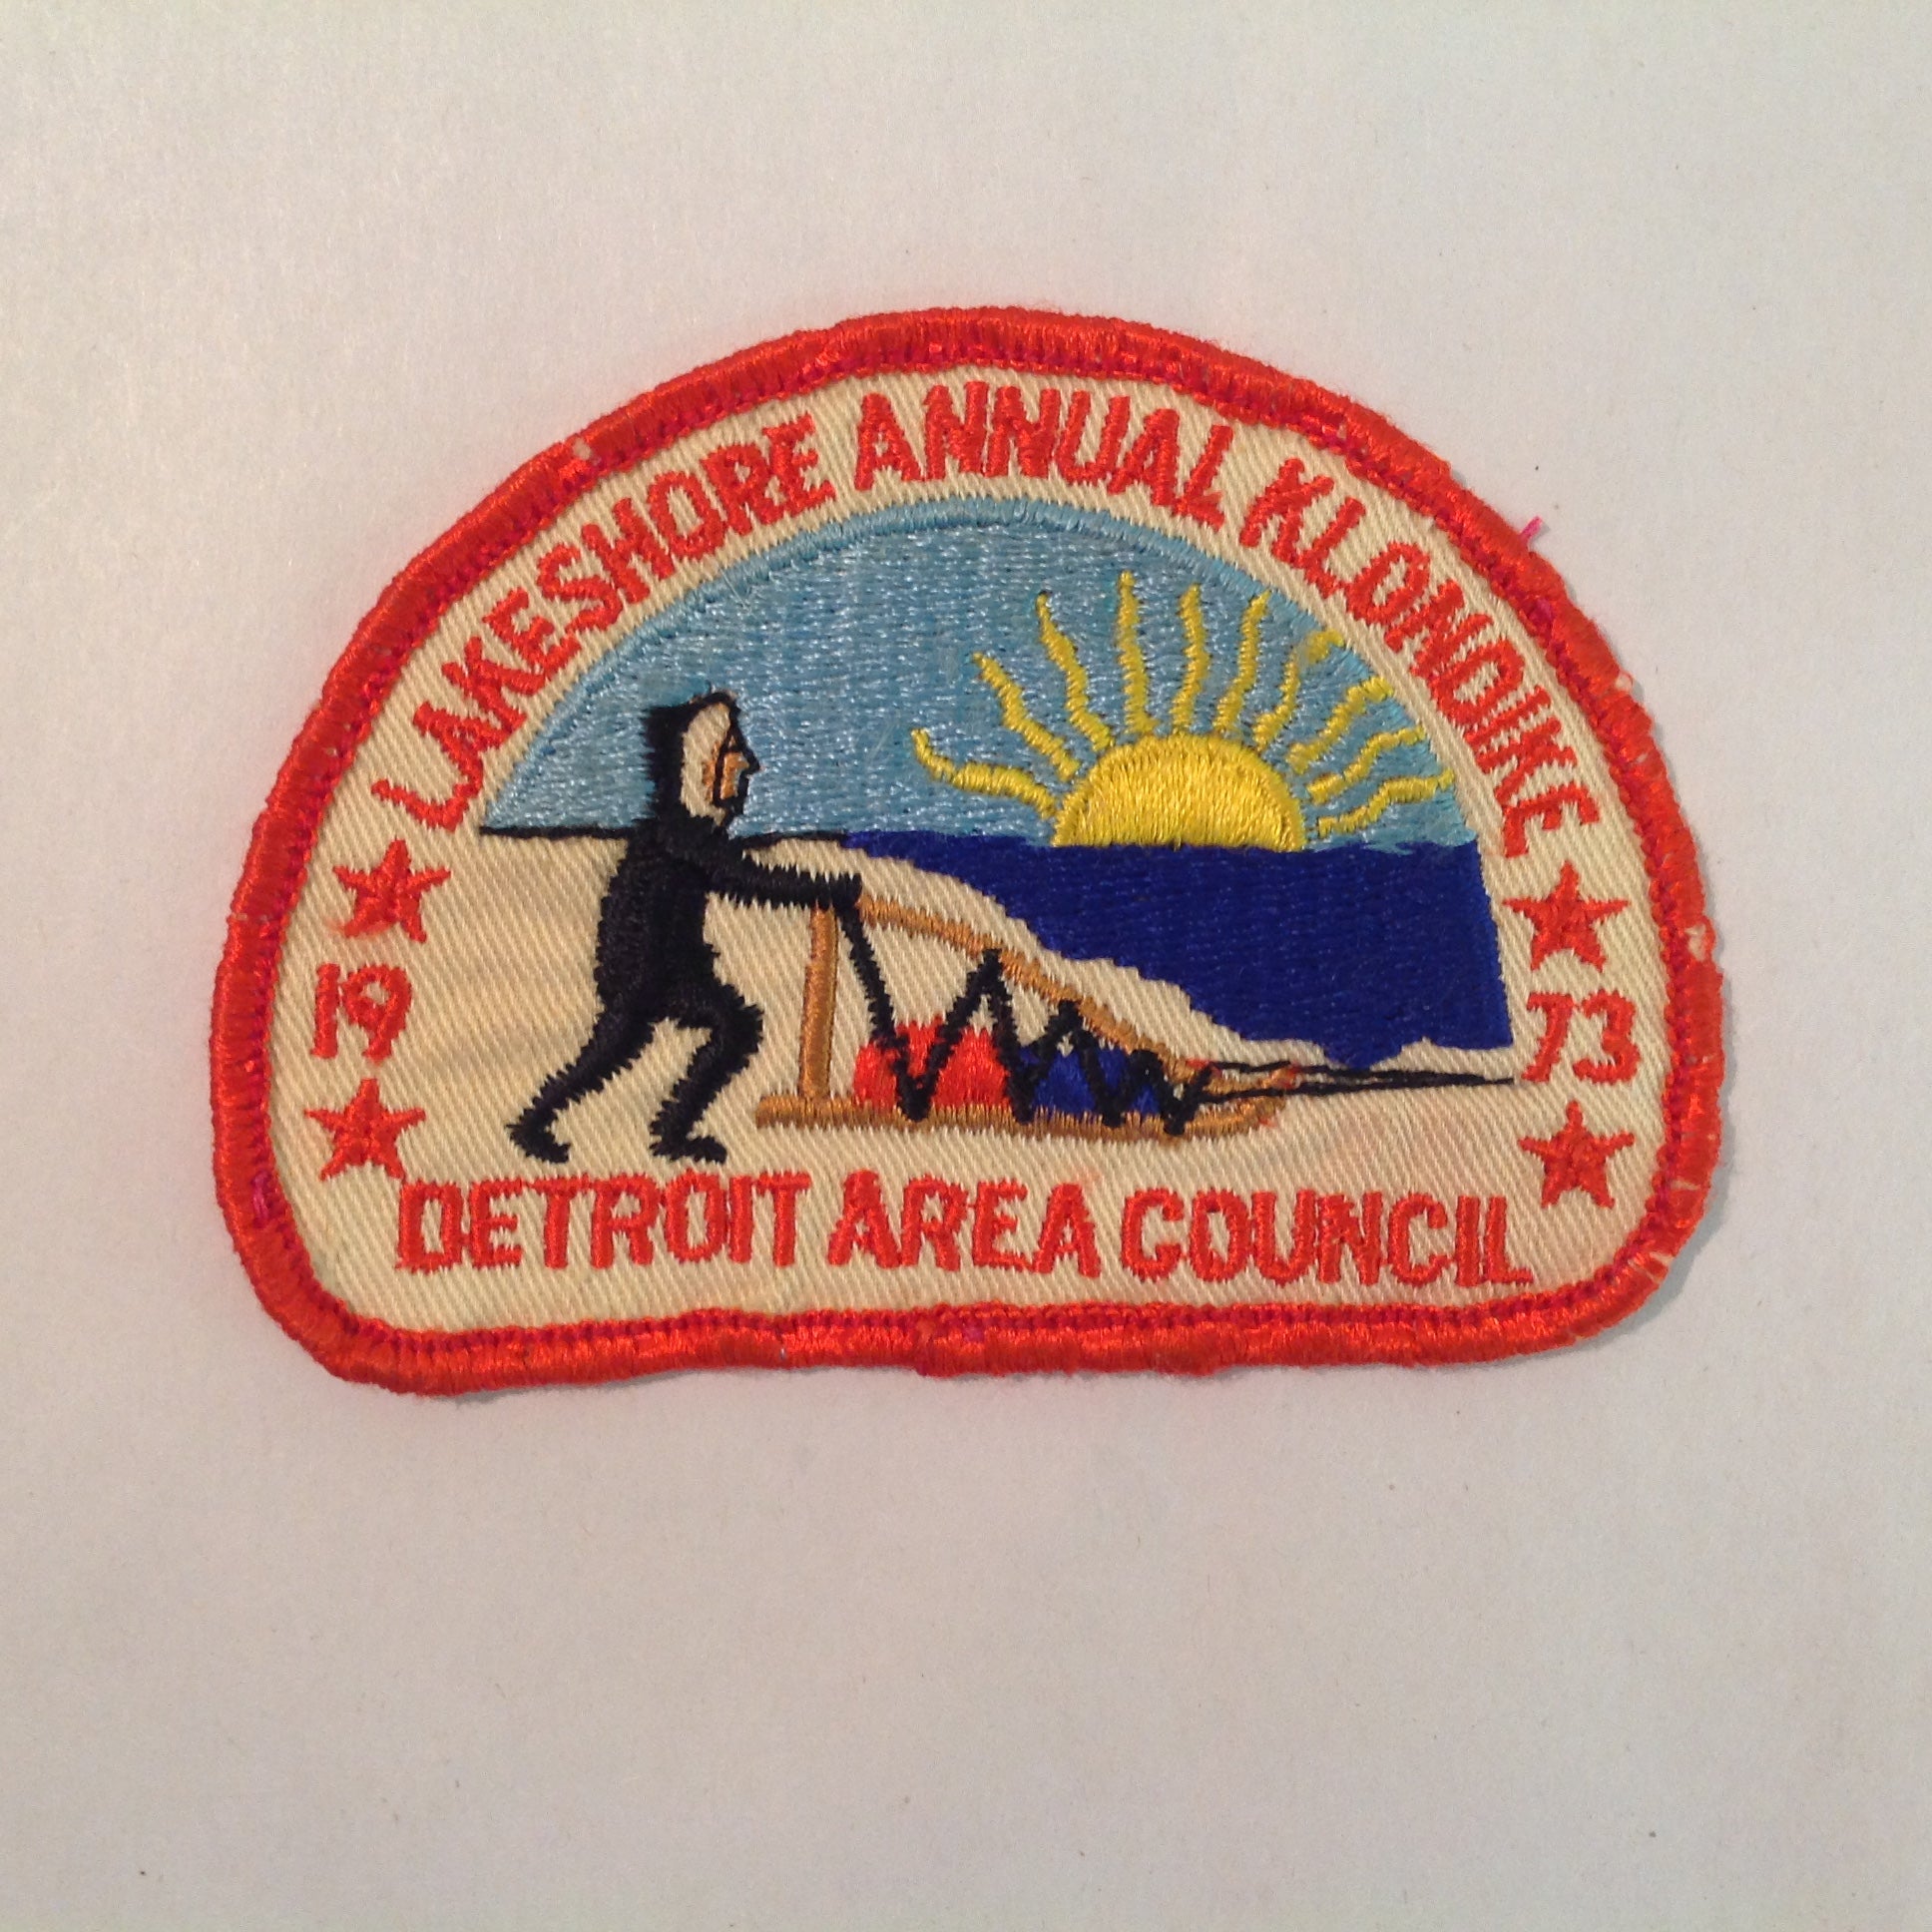 LAKESHORE ANNUAL KLONDIKE
19 73
DETROIT AREA COUNCIL